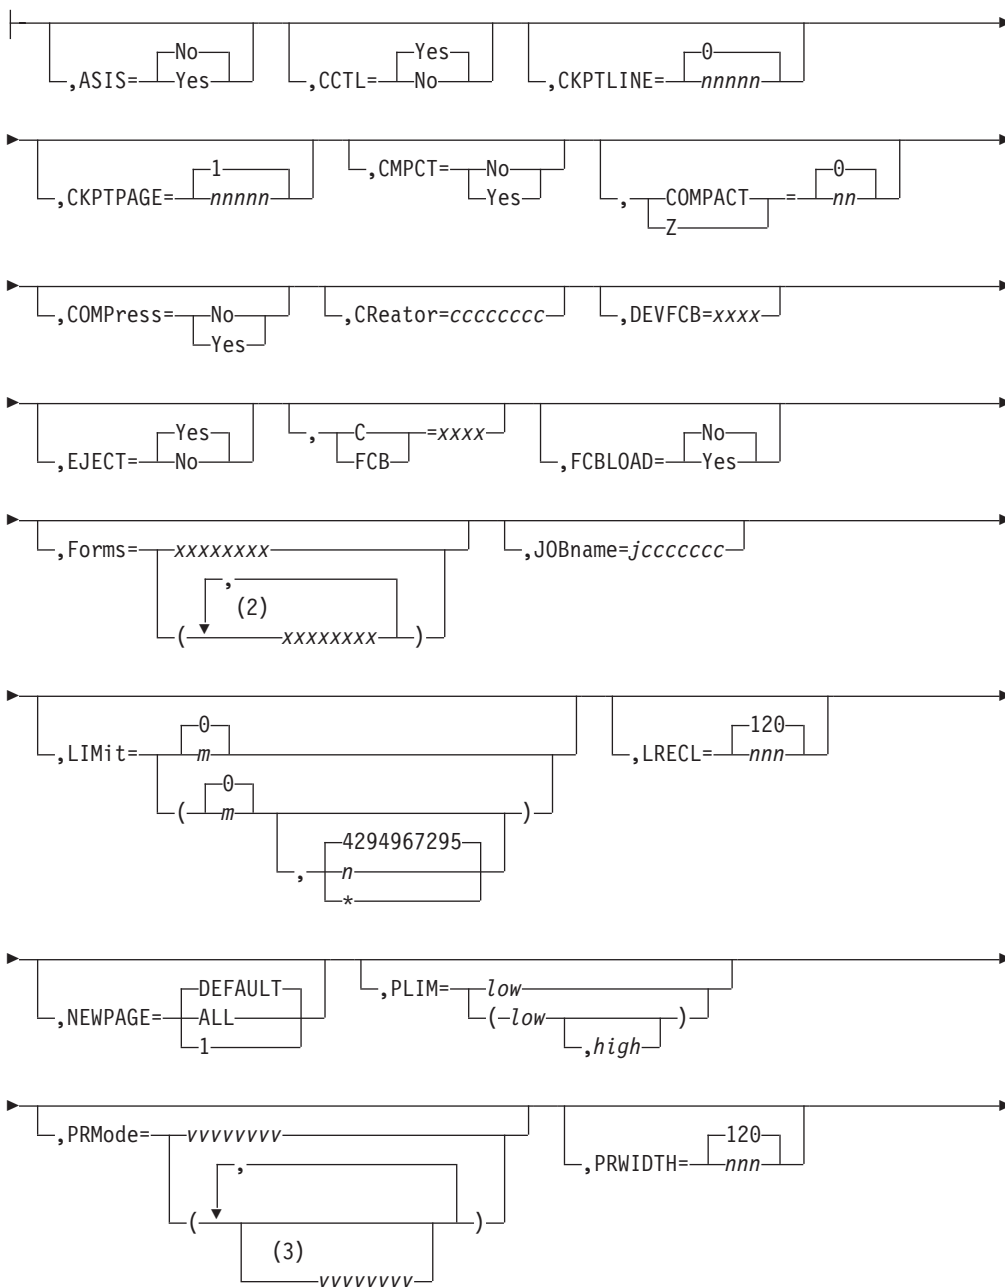 No Yes 0
,ASIS= Yes ,CCTL= No ,CKPTLINE= nnnnn
1 ,CMPCT= No 0
,CKPTPAGE= nnnnn Yes , COMPACT = nn
Z
,COMPress= No ,CReator=cccccccc ,DEVFCB=xxxx
Yes
Yes , C =xxxx No
,EJECT= No FCB ,FCBLOAD= Yes
,Forms= xxxxxxxx ,JOBname=jccccccc
,
(2)
( xxxxxxxx )
0 120
,LIMit= m ,LRECL= nnn
0
( m )
4294967295
, n
*
DEFAULT ,PLIM= low
,NEWPAGE= ALL (low )
1 ,high
,PRMode= vvvvvvvv 120
, ,PRWIDTH= nnn
( )
(3)
vvvvvvvv